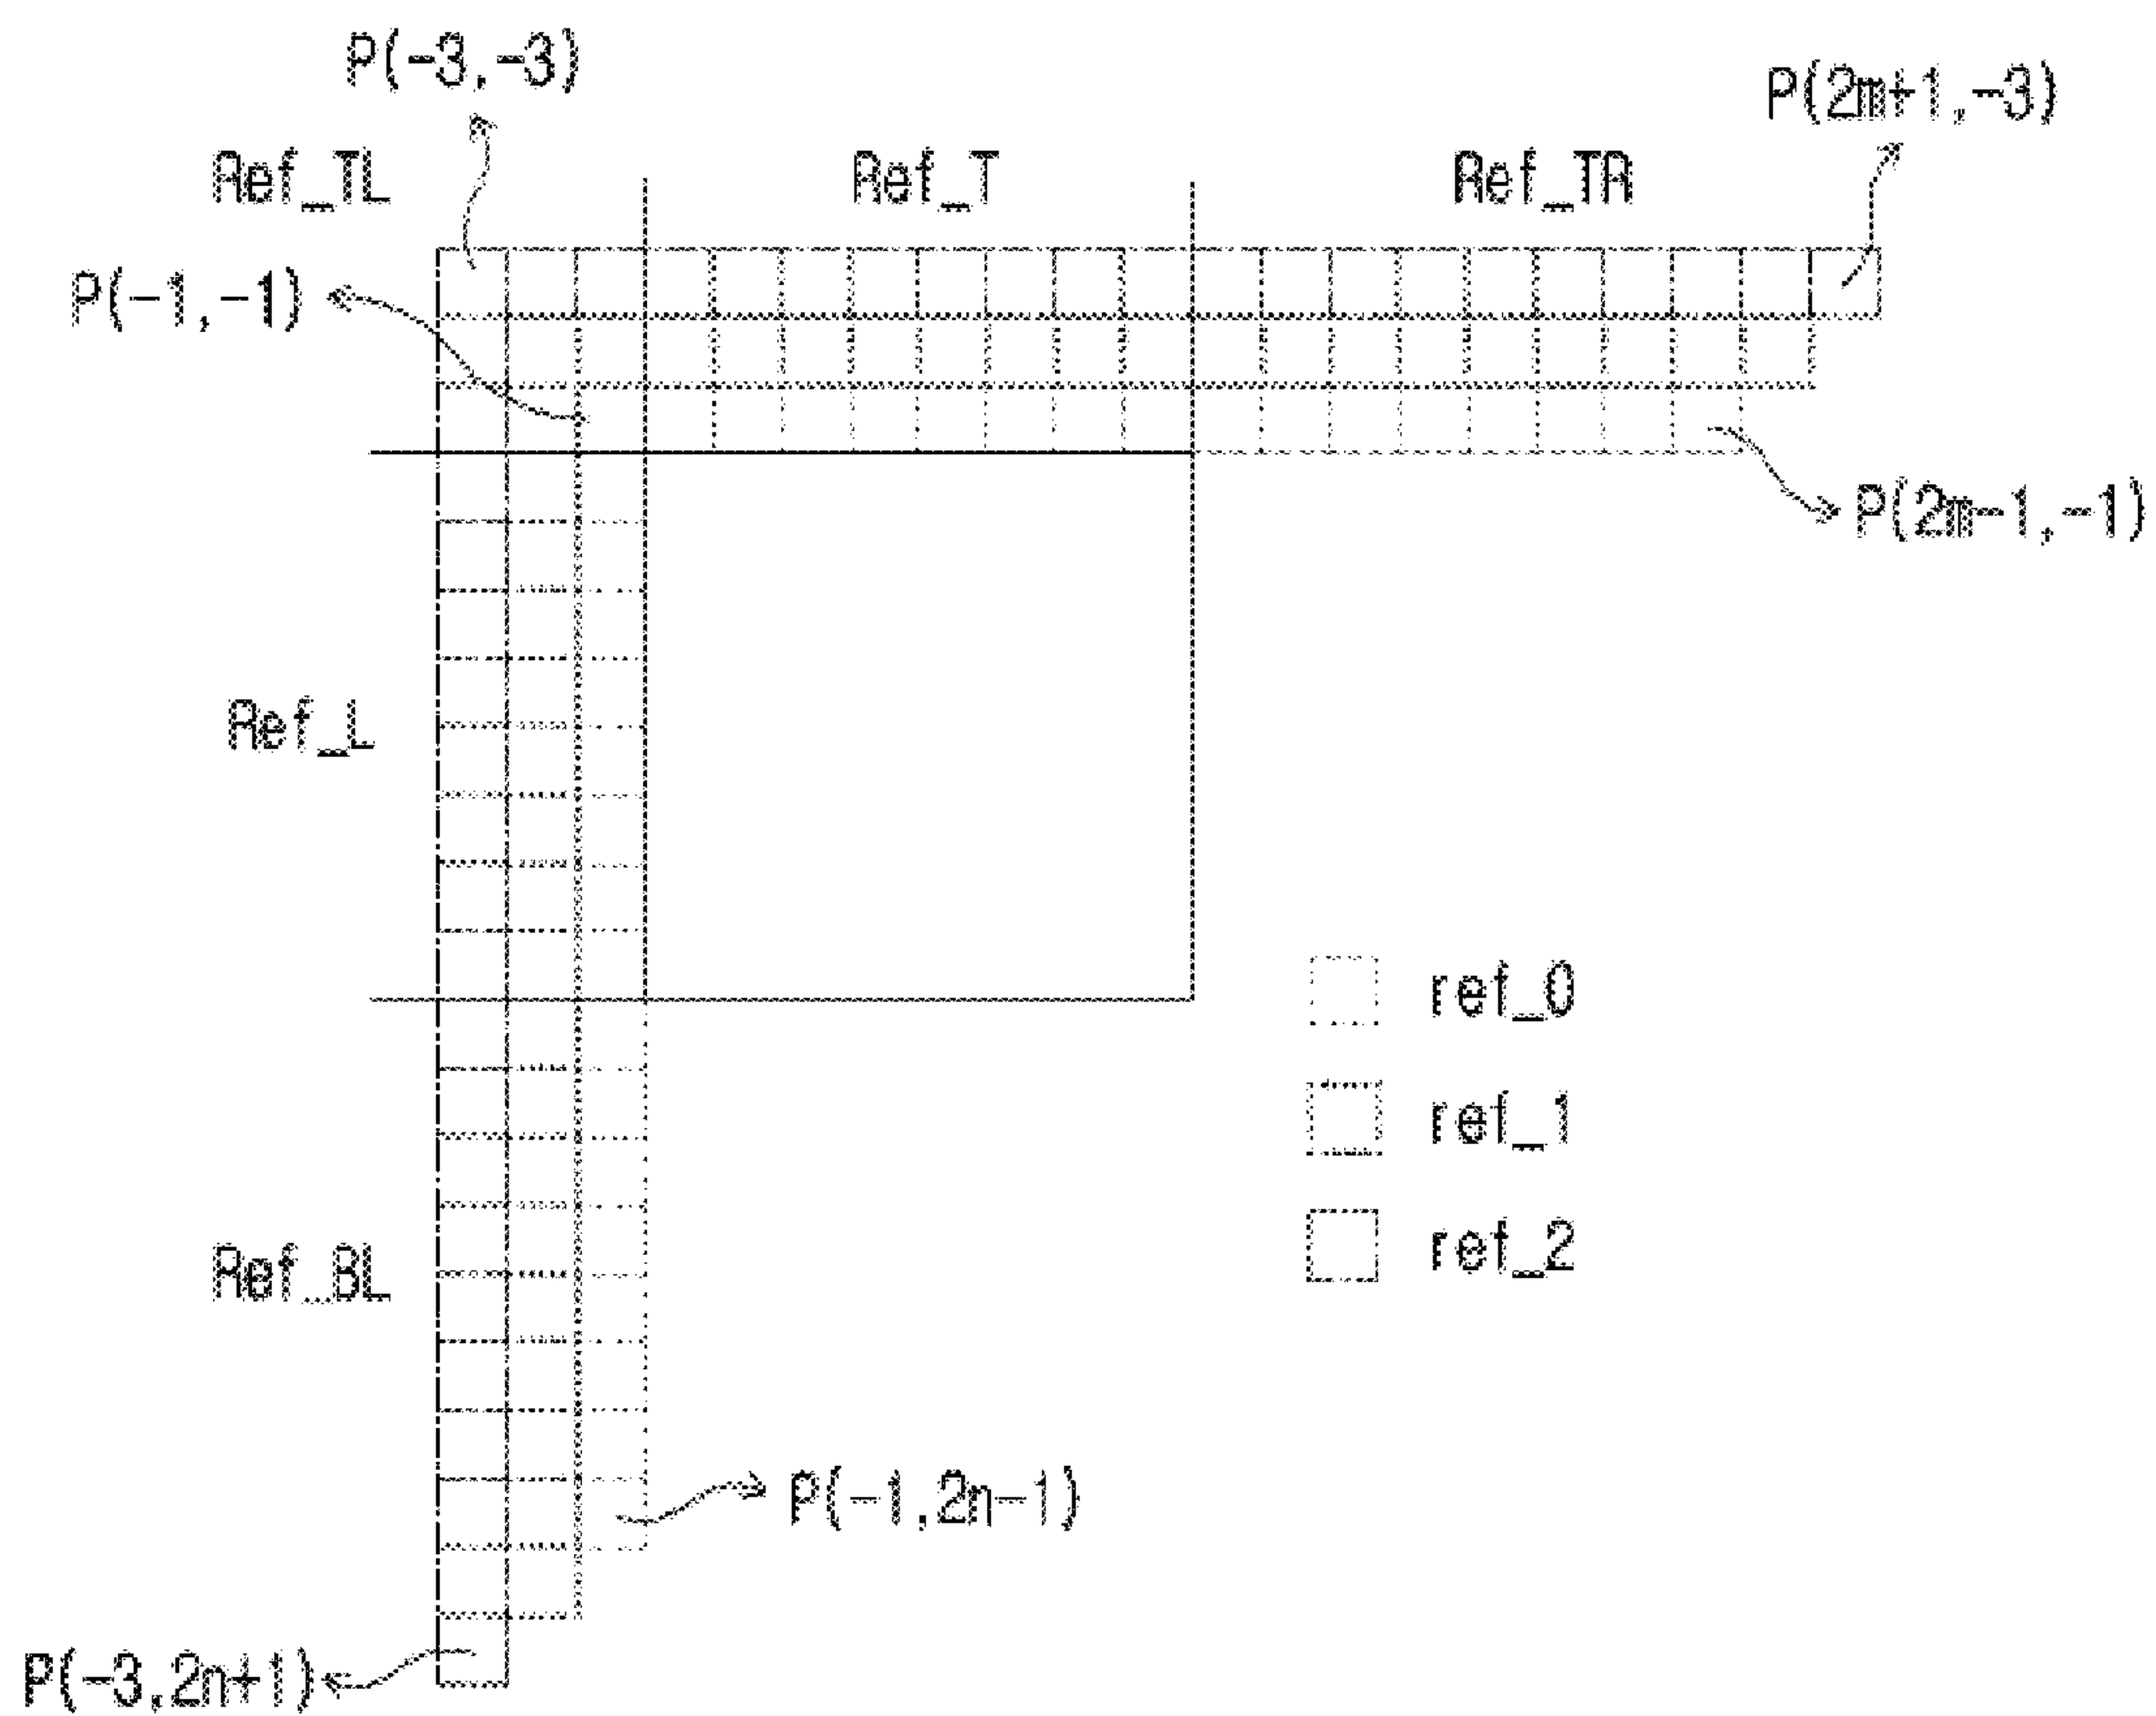 P(-3,-3)
P(2m+1,-3)
Ref_TL
Ref_T
Ref_TR
P(-1,-1)
P(2m-1,-1)
Ref_L
ref_0
ref_1
ref_2
Ref_BL
P(-1,2n-1)
P(-3,2n+1)